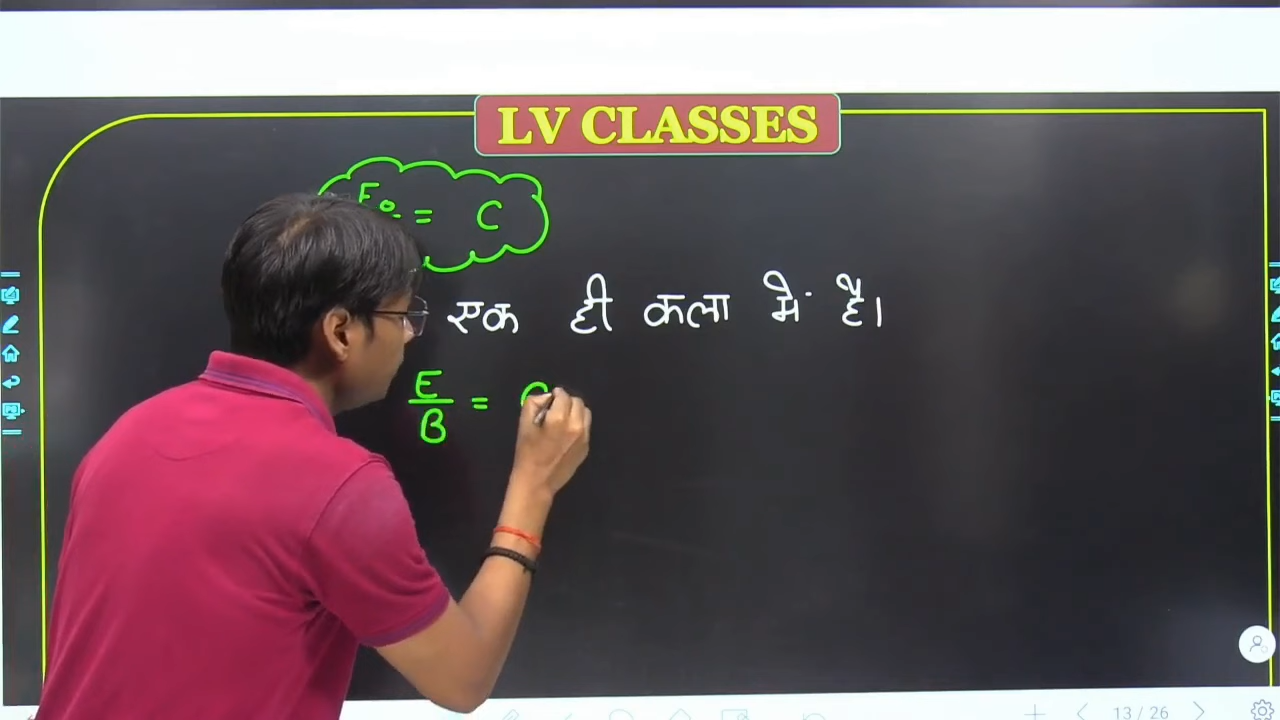 LV CLASSES
= C
एक ही कला में है।
E
B =
13 / 26